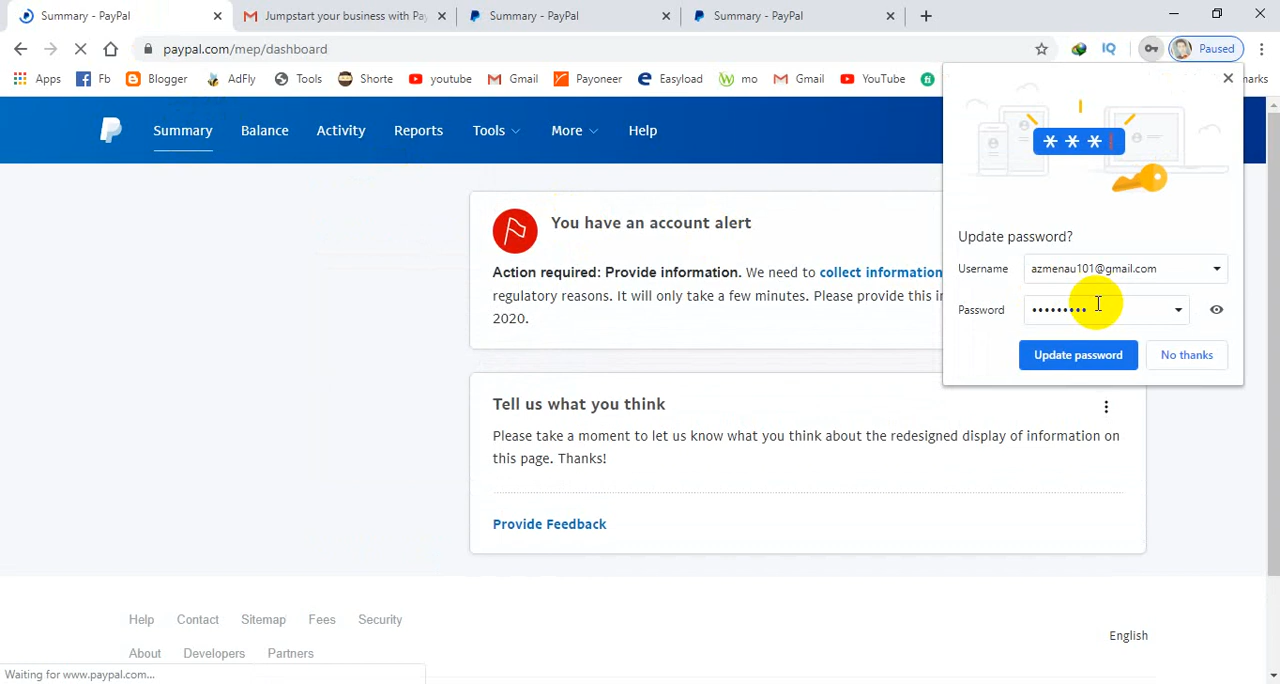 Summary - PayPal
Jumpstart your business with Pay
Summary - PayPal
Summary - PayPal
paypal.com/mep/dashboard
IQ
Paused
Apps
Fb
Blogger
AdFly
Tools
Shorte
youtube
Gmail
Payoneer
Easyload
mo
Gmail
YouTube
fi
marks
Summary
Balance
Activity
Reports
Tools
More
Help
***
Update password?
Username
azmenau101@gmail.com
Password
•••••••••
Update password
No thanks
You have an account alert
Action required: Provide information. We need to collect information
regulatory reasons. It will only take a few minutes. Please provide this in
2020.
Tell us what you think
Please take a moment to let us know what you think about the redesigned display of information on
this page. Thanks!
Provide Feedback
Help
Contact
Sitemap
Fees
Security
English
About
Developers
Partners
Waiting for www.paypal.com...